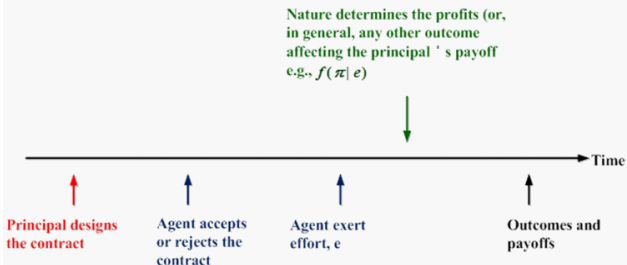 Nature determines the profits (or,
in general, any other outcome
affecting the principal ‘ s payoff
e.g., f(π| e)
Time
Principal designs
the contract
Agent accepts
or rejects the
contract
Agent exert
effort, e
Outcomes and
payoffs